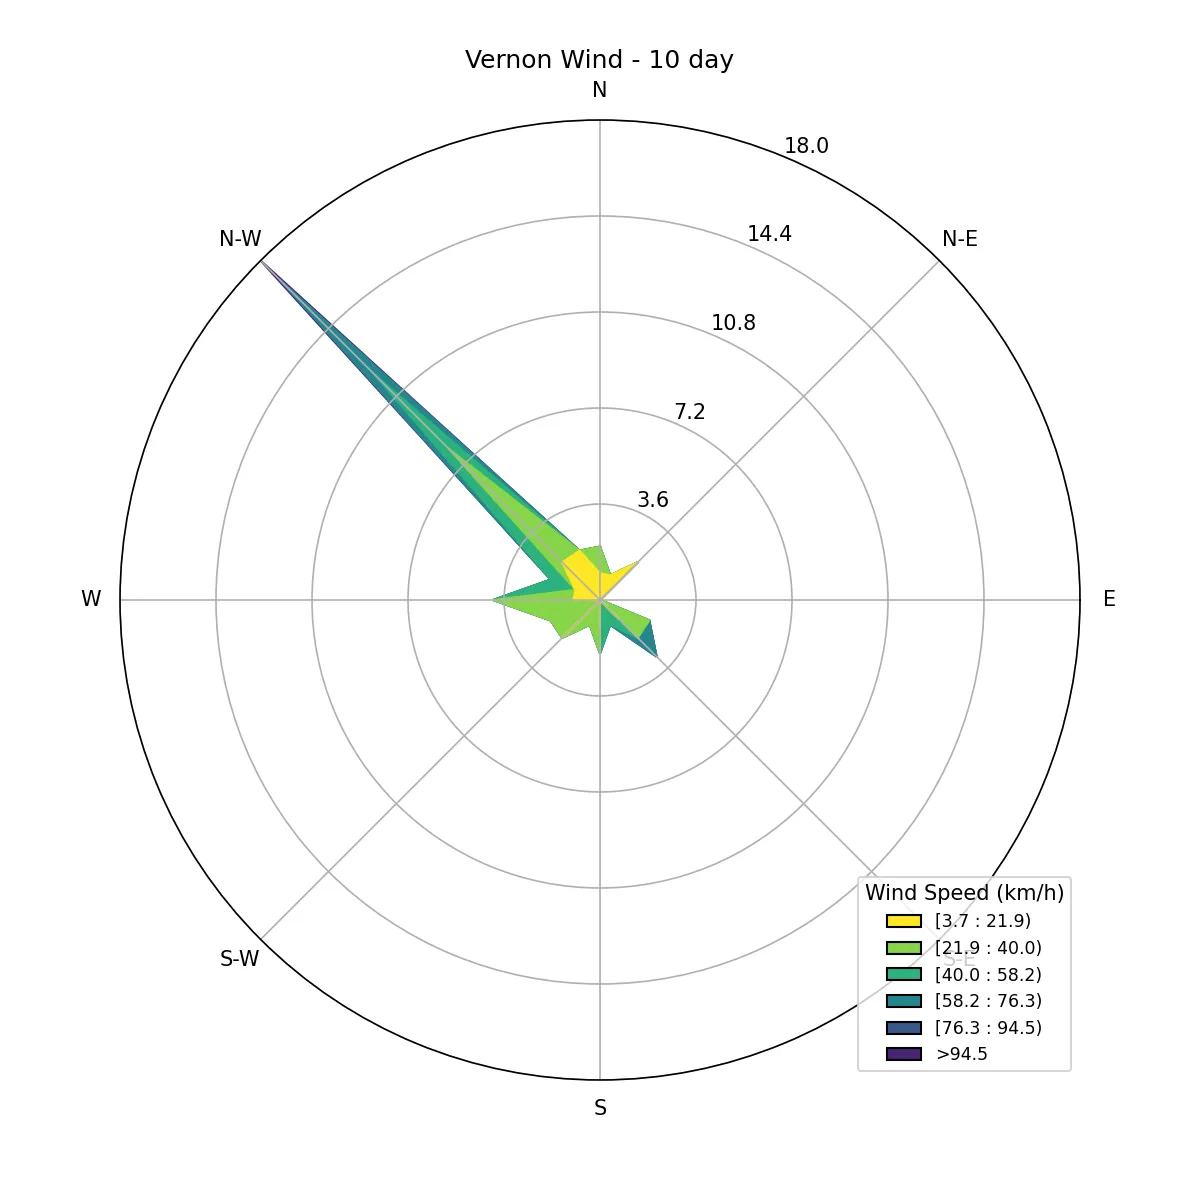 Vernon Wind - 10 day
N
18.0
N-W
14.4
N-E
10.8
7.2
3.6
W
E
Wind Speed (km/h)
[3.7 : 21.9)
[21.9 : 40.0)
S-W
S-E
[40.0 : 58.2)
[58.2 : 76.3)
[76.3 : 94.5)
>94.5
S